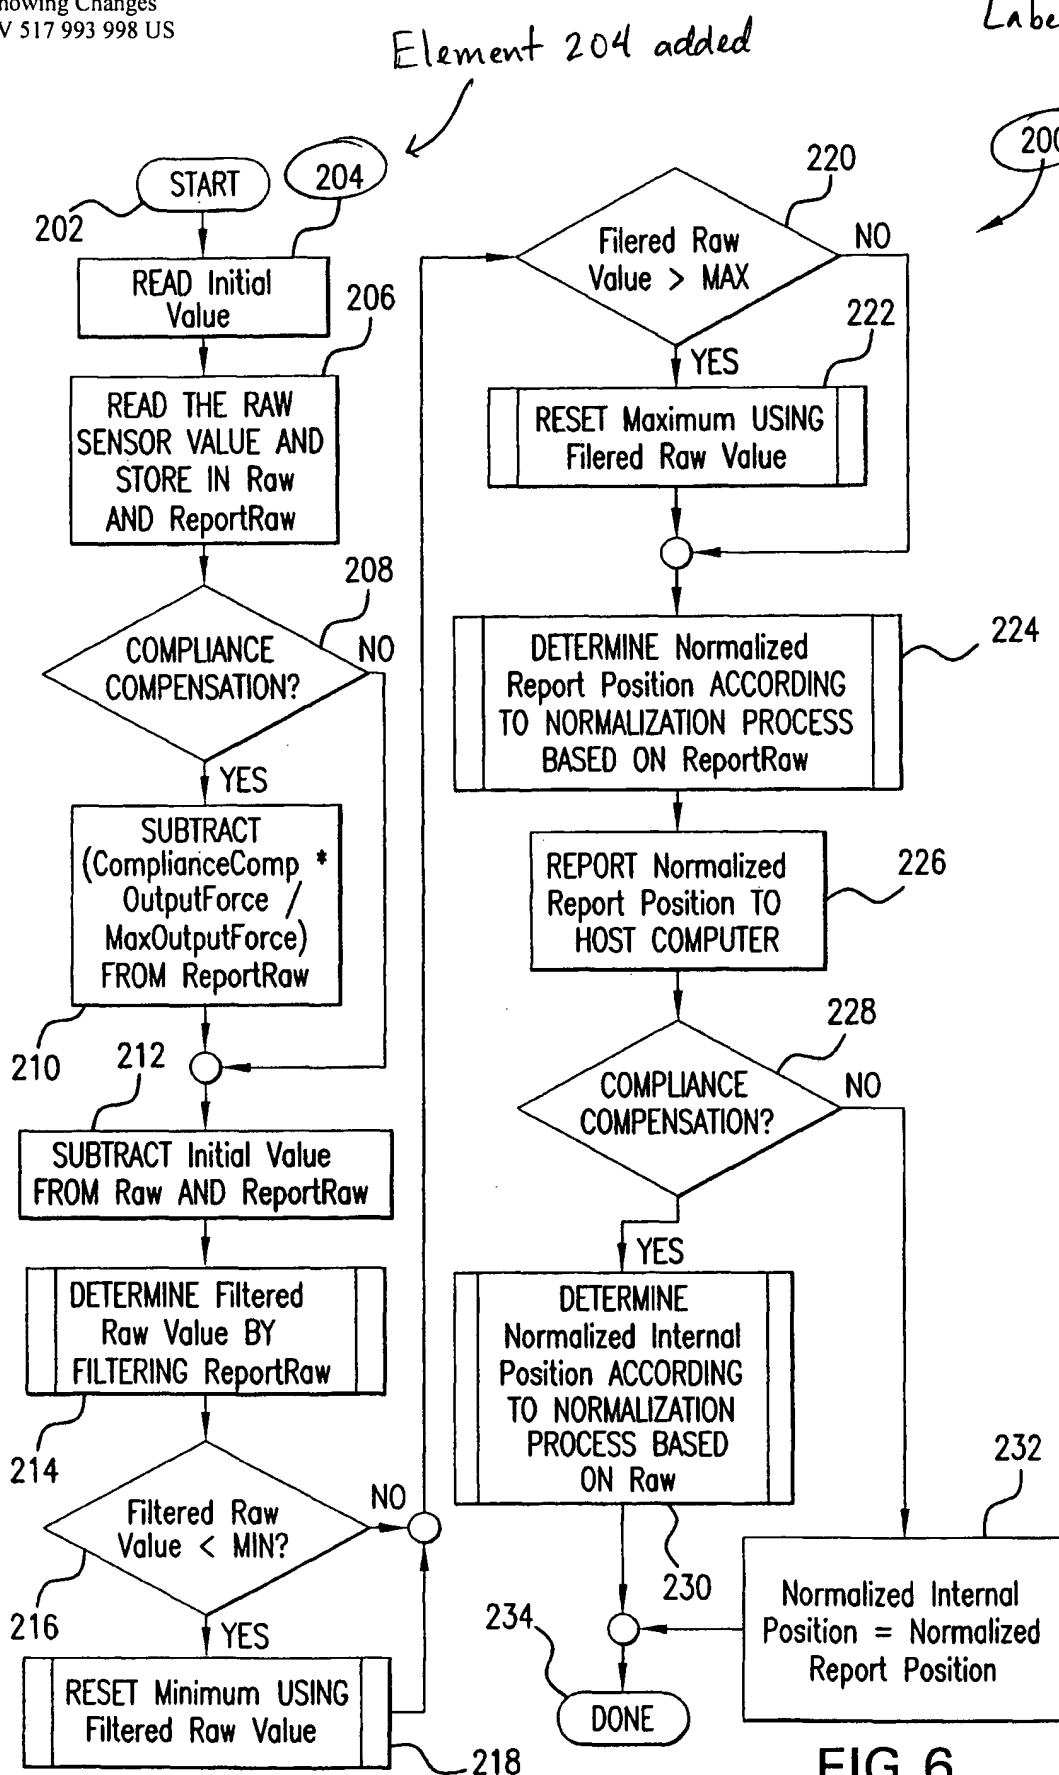 howing Changes
V 517 993 998 US
Element 204 added
START
204
202
READ Initial
Value
206
READ THE RAW
SENSOR VALUE AND
STORE IN Raw
AND ReportRaw
208
COMPLIANCE
COMPENSATION?
NO
YES
SUBTRACT
(ComplianceComp *
OutputForce /
MaxOutputForce)
FROM ReportRaw
210
212
SUBTRACT Initial Value
FROM Raw AND ReportRaw
DETERMINE Filtered
Raw Value BY
FILTERING ReportRaw
214
Filtered Raw
Value < MIN?
NO
216
YES
RESET Minimum USING
Filtered Raw Value
218
Labe
200
220
Filered Raw
Value > MAX
NO
222
YES
RESET Maximum USING
Filered Raw Value
224
DETERMINE Normalized
Report Position ACCORDING
TO NORMALIZATION PROCESS
BASED ON ReportRaw
REPORT Normalized
Report Position TO
HOST COMPUTER
226
228
COMPLIANCE
COMPENSATION?
NO
YES
DETERMINE
Normalized Internal
Position ACCORDING
TO NORMALIZATION
PROCESS BASED
ON Raw
230
232
Normalized Internal
Position = Normalized
Report Position
234
DONE
FIG 6